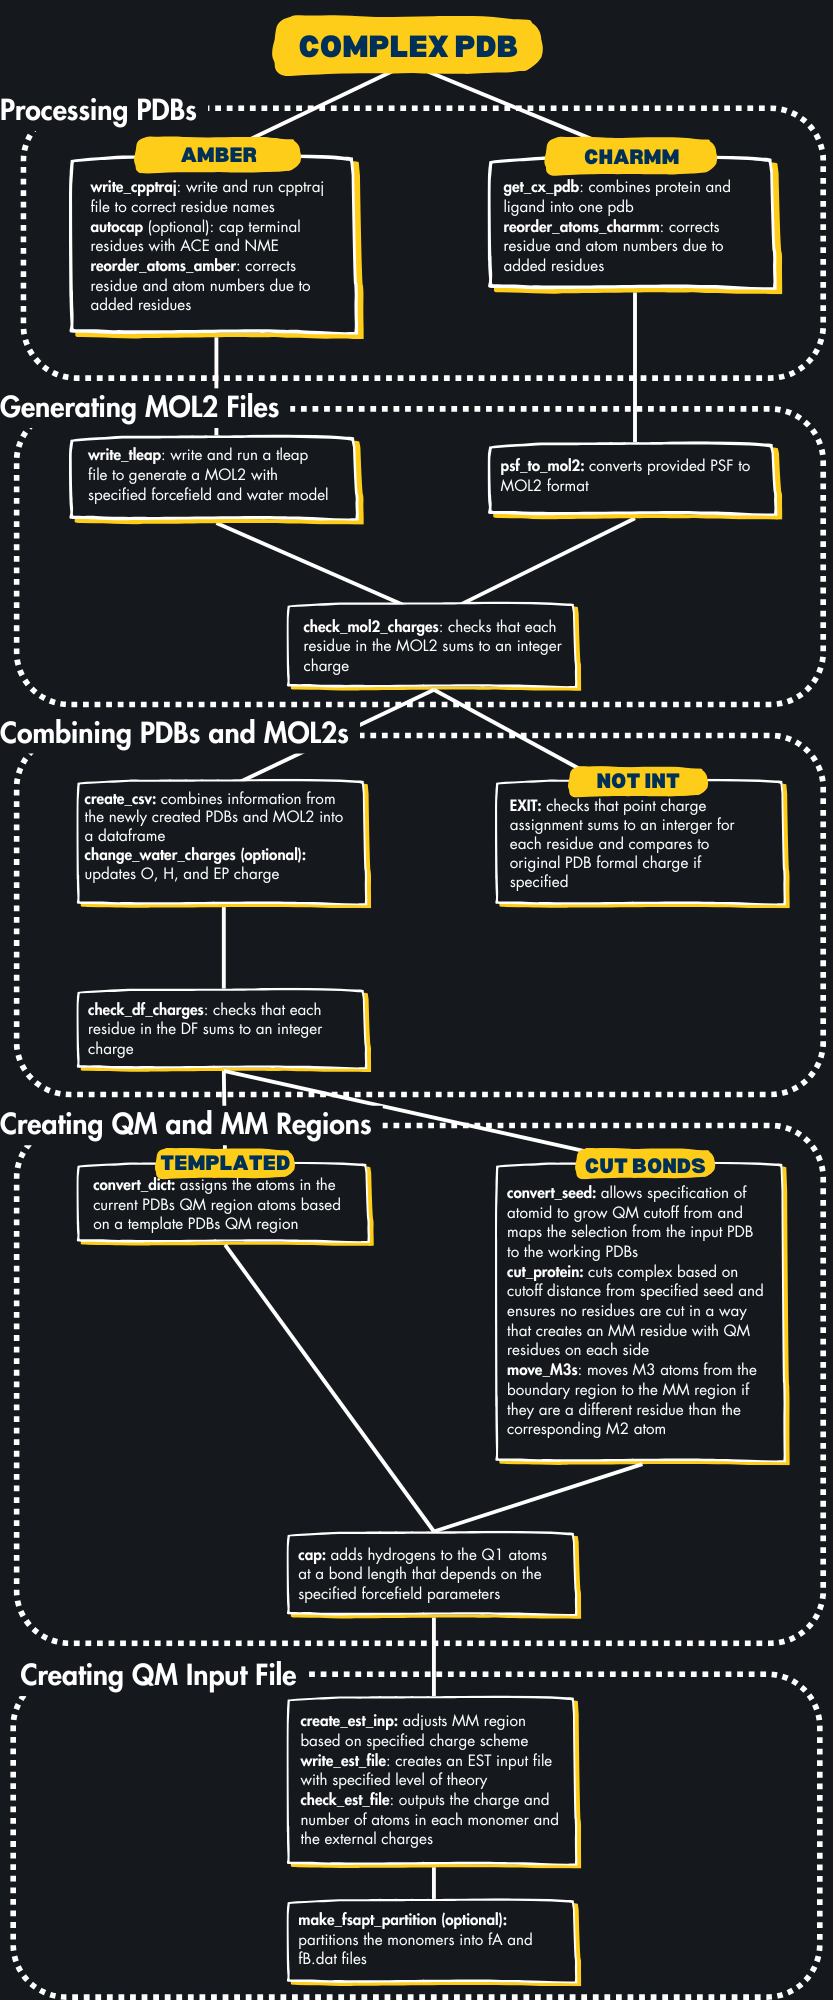 COMPLEX PDB
Processing PDBs
AMBER
write_cpptraj: write and run cpptraj
file to correct residue names
autocap (optional): cap terminal
residues with ACE and NME
reorder_atoms_amber: corrects
residue and atom numbers due to
added residues
CHARMM
get_cx_pdb: combines protein and
ligand into one pdb
reorder_atoms_charmm: corrects
residue and atom numbers due to
added residues
Generating MOL2 Files
write_tleap: write and run a tleap
file to generate a MOL2 with
specified forcefield and water model
psf_to_mol2: converts provided PSF to
MOL2 format
check_mol2_charges: checks that each
residue in the MOL2 sums to an integer
charge
Combining PDBs and MOL2s
create_csv: combines information from
the newly created PDBs and MOL2 into
a dataframe
change_water_charges (optional):
updates O, H, and EP charge
NOT INT
EXIT: checks that point charge
assignment sums to an interger for
each residue and compares to
original PDB formal charge if
specified
check_df_charges: checks that each
residue in the DF sums to an integer
charge
Creating QM and MM Regions
TEMPLATED
convert_dict: assigns the atoms in the
current PDBs QM region atoms based
on a template PDBs QM region
CUT BONDS
convert_seed: allows specification of
atomid to grow QM cutoff from and
maps the selection from the input PDB
to the working PDBs
cut_protein: cuts complex based on
cutoff distance from specified seed and
ensures no residues are cut in a way
that creates an MM residue with QM
residues on each side
move_M3s: moves M3 atoms from the
boundary region to the MM region if
they are a different residue than the
corresponding M2 atom
cap: adds hydrogens to the Q1 atoms
at a bond length that depends on the
specified forcefield parameters
Creating QM Input File
create_est_inp: adjusts MM region
based on specified charge scheme
write_est_file: creates an EST input file
with specified level of theory
check_est_file: outputs the charge and
number of atoms in each monomer and
the external charges
make_fsapt_partition (optional):
partitions the monomers into fA and
fB.dat files